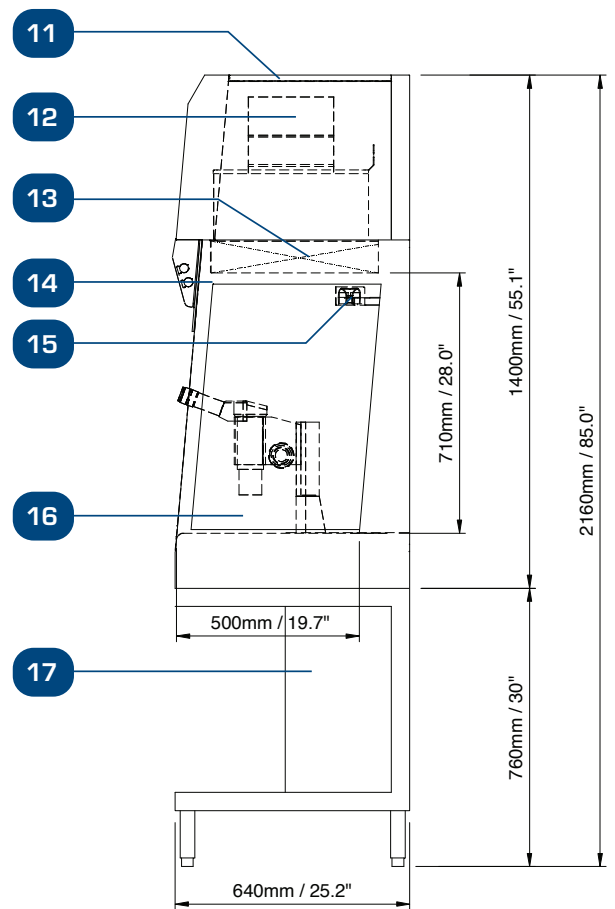 11
12
13
14
15
16
17
1400mm / 55.1"
710mm / 28.0"
2160mm / 85.0"
500mm / 19.7"
760mm / 30"
640mm / 25.2"